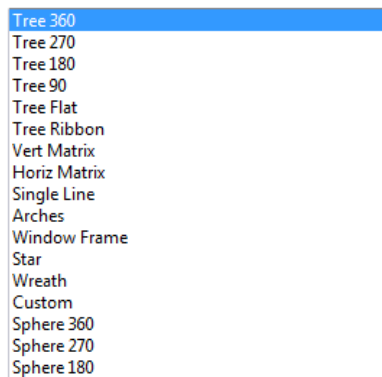 Tree 360
Tree 270
Tree 180
Tree 90
Tree Flat
Tree Ribbon
Vert Matrix
Horiz Matrix
Single Line
Arches
Window Frame
Star
Wreath
Custom
Sphere 360
Sphere 270
Sphere 180